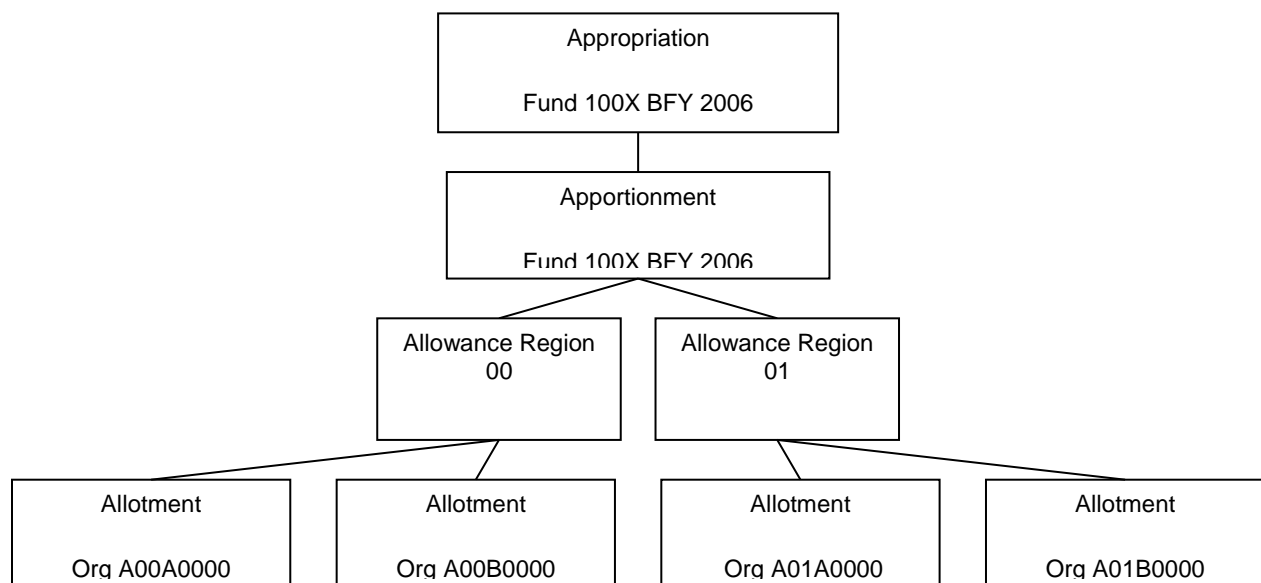 Appropriation
Fund 100X BFY 2006
Apportionment
Fund 100X BFY 2006
Allowance Region
00
Allowance Region
01
Allotment
Org A00A0000
Allotment
Org A00B0000
Allotment
Org A01A0000
Allotment
Org A01B0000